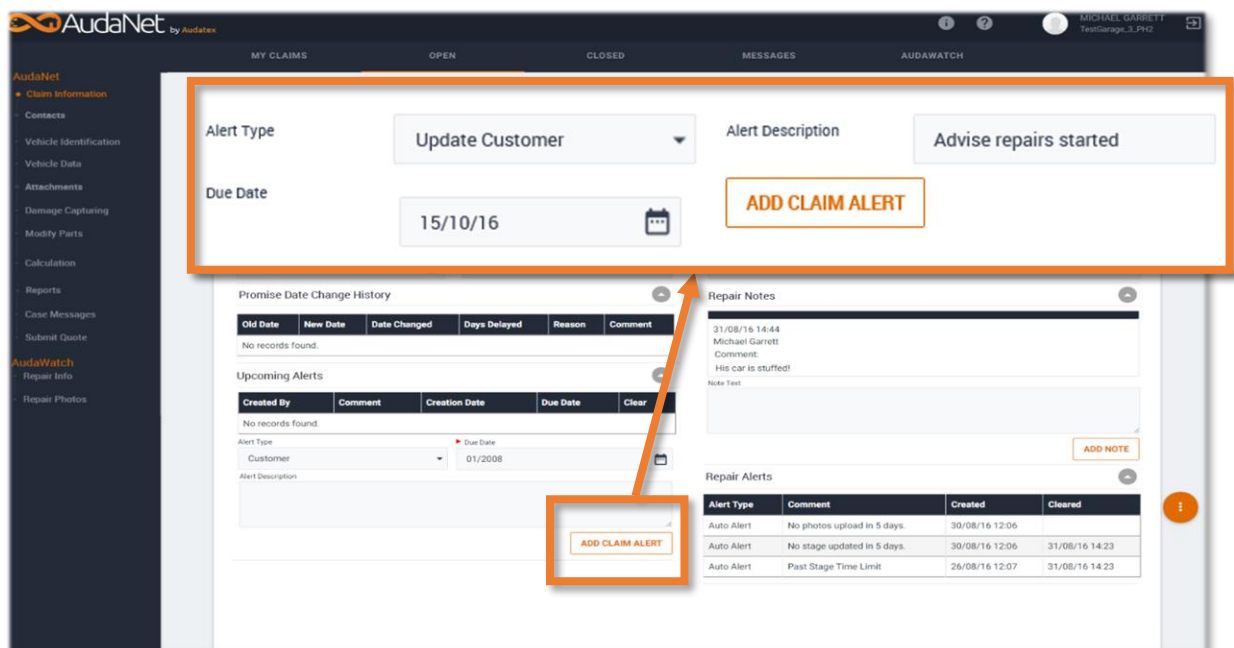 AudaNet by Audatex
MICHAEL GARRETT
TestGarage_3_PH2
MY CLAIMS OPEN CLOSED MESSAGES AUDAWATCH
AudaNet
Claim Information
Contacts
Vehicle Identification
Vehicle Data
Attachments
Damage Capturing
Modify Parts
Calculation
Reports
Case Messages
Submit Quote
AudaWatch
Repair Info
Repair Photos
Alert Type Update Customer Alert Description Advise repairs started
Due Date 15/10/16 ADD CLAIM ALERT
Promise Date Change History
Old Date New Date Date Changed Days Delayed Reason Comment
No records found.
Upcoming Alerts
Created By Comment Creation Date Due Date Clear
No records found.
Alert Type Due Date
Customer 01/2008
Alert Description
ADD CLAIM ALERT
Repair Notes
31/08/16 14:44
Michael Garrett
Comment:
His car is stuffed!
Note Text
ADD NOTE
Repair Alerts
Alert Type Comment Created Cleared
Auto Alert No photos upload in 5 days. 30/08/16 12:06
Auto Alert No stage updated in 5 days. 30/08/16 12:06 31/08/16 14:23
Auto Alert Past Stage Time Limit 26/08/16 12:07 31/08/16 14:23